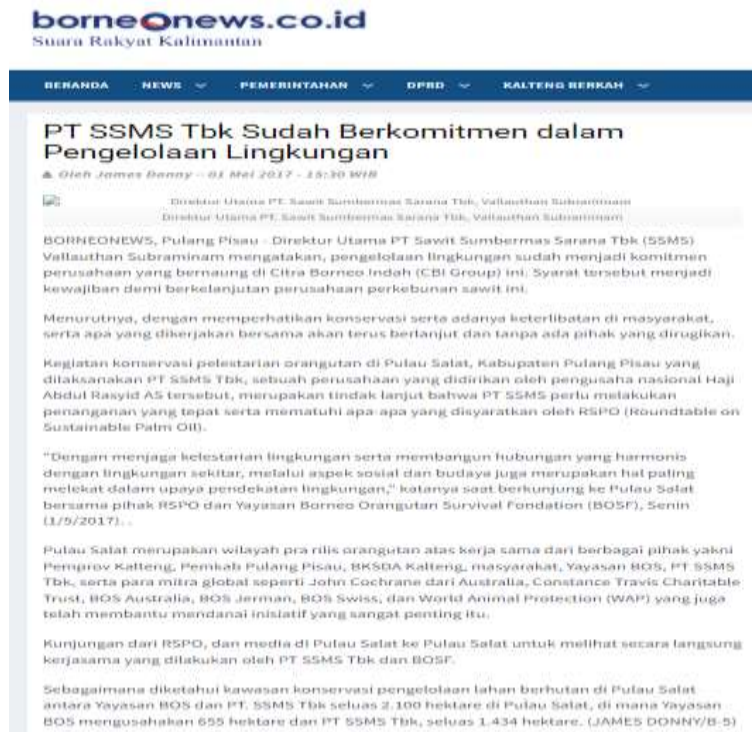 borneonews.co.id
Suara Rakyat Kalimantan
BERANDA NEWS PEMERINTAHAN DPRD KALTENG BERKAH
PT SSMS Tbk Sudah Berkomitmen dalam
Pengelolaan Lingkungan
Oleh James Donny - 01 Mei 2017 - 15:30 WIB
Direktur Utama PT. Sawit Sumbermas Sarana Tbk, Vallauthan Subraminam
Direktur Utama PT. Sawit Sumbermas Sarana Tbk, Vallauthan Subraminam
BORNEONEWS, Pulang Pisau - Direktur Utama PT Sawit Sumbermas Sarana Tbk (SSMS)
Vallauthan Subraminam mengatakan, pengelolaan lingkungan sudah menjadi komitmen
perusahaan yang bernaung di Citra Borneo Indah (CBI Group) ini. Syarat tersebut menjadi
kewajiban demi berkelanjutan perusahaan perkebunan sawit ini.
Menurutnya, dengan memperhatikan konservasi serta adanya keterlibatan di masyarakat,
serta apa yang dikerjakan bersama akan terus berlanjut dan tanpa ada pihak yang dirugikan.
Kegiatan konservasi pelestarian orangutan di Pulau Salat, Kabupaten Pulang Pisau yang
dilaksanakan PT SSMS Tbk, sebuah perusahaan yang didirikan oleh pengusaha nasional Haji
Abdul Rasyid AS tersebut, merupakan tindak lanjut bahwa PT SSMS perlu melakukan
penanganan yang tepat serta mematuhi apa-apa yang disyaratkan oleh RSPO (Roundtable on
Sustainable Palm Oil).
"Dengan menjaga kelestarian lingkungan serta membangun hubungan yang harmonis
dengan lingkungan sekitar, melalui aspek sosial dan budaya juga merupakan hal paling
melekat dalam upaya pendekatan lingkungan," katanya saat berkunjung ke Pulau Salat
bersama pihak RSPO dan Yayasan Borneo Orangutan Survival Fondation (BOSF), Senin
(1/5/2017). .
Pulau Salat merupakan wilayah pra rilis orangutan atas kerja sama dari berbagai pihak yakni
Pemprov Kalteng, Pemkab Pulang Pisau, BKSDA Kalteng, masyarakat, Yayasan BOS, PT SSMS
Tbk, serta para mitra global seperti John Cochrane dari Australia, Constance Travis Charitable
Trust, BOS Australia, BOS Jerman, BOS Swiss, dan World Animal Protection (WAP) yang juga
telah membantu mendanai inisiatif yang sangat penting itu.
Kunjungan dari RSPO, dan media di Pulau Salat ke Pulau Salat untuk melihat secara langsung
kerjasama yang dilakukan oleh PT SSMS Tbk dan BOSF.
Sebagaimana diketahui kawasan konservasi pengelolaan lahan berhutan di Pulau Salat
antara Yayasan BOS dan PT. SSMS Tbk seluas 2.100 hektare di Pulau Salat, di mana Yayasan
BOS mengusahakan 655 hektare dan PT SSMS Tbk, seluas 1.434 hektare. (JAMES DONNY/B-5)